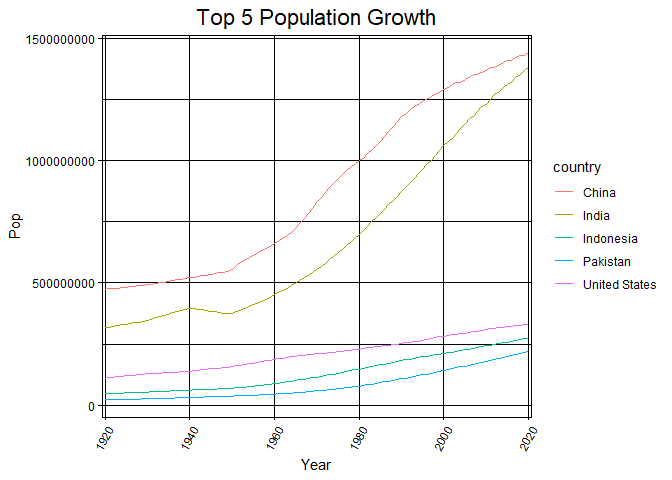 Top 5 Population Growth
1500000000
1000000000
500000000
0
Pop
1920
1940
1960
1980
2000
2020
Year
country
China
India
Indonesia
Pakistan
United States